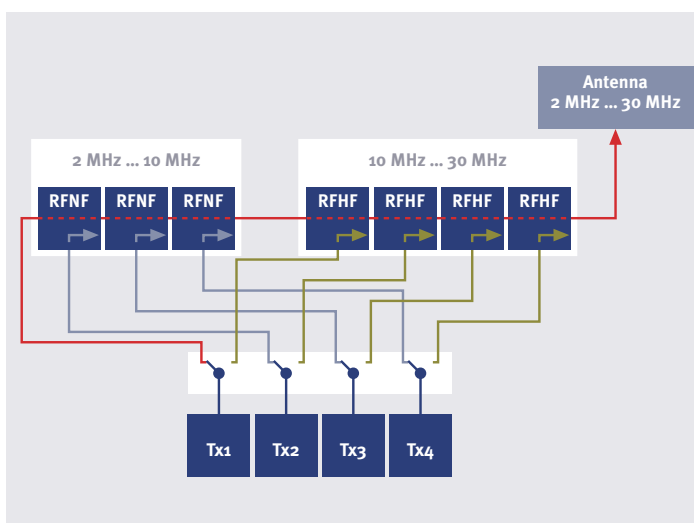 Antenna
2 MHz ... 30 MHz
2 MHz ... 10 MHz
10 MHz ... 30 MHz
RFNF RFNF RFNF RFHF RFHF RFHF RFHF
Tx1 Tx2 Tx3 Tx4